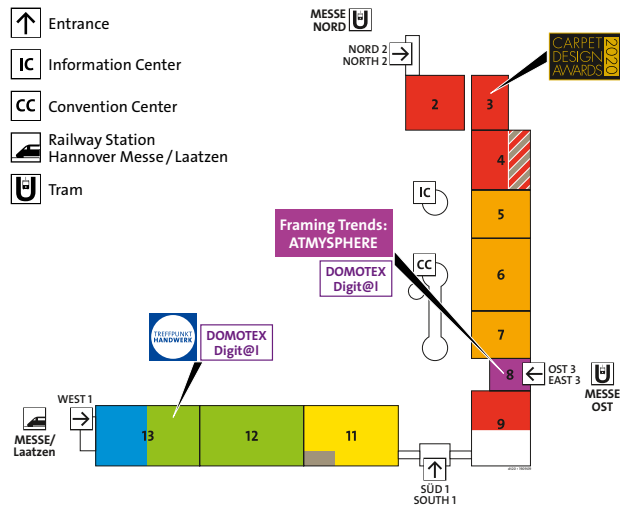 Entrance
IC
Information Center
CC
Convention Center
Railway Station
Hannover Messe/Laatzen
Tram
MESSE
NORD
NORD 2
NORTH 2
CARPET
DESIGN
AWARDS
2020
2
3
4
IC
5
Framing Trends:
ATMYSPHERE
CC
DOMOTEX
Digit@l
6
7
TREFFPUNKT
HANDWERK
DOMOTEX
Digit@l
8
OST 3
EAST 3
MESSE
OST
WEST 1
MESSE/
Laatzen
13
12
11
9
SÜD 1
SOUTH 1